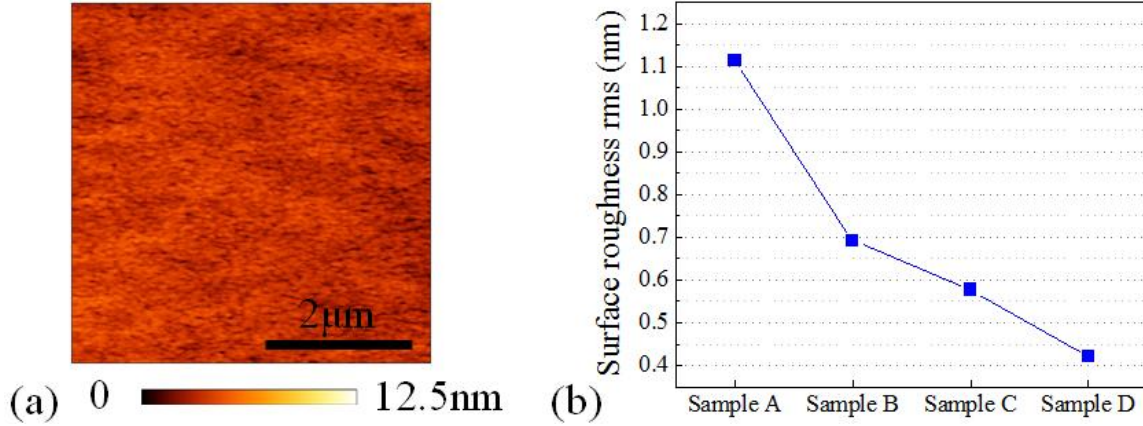 2μm
(a) 0 12.5nm
Surface roughness rms (nm)
1.2
1.1
1.0
0.9
0.8
0.7
0.6
0.5
0.4
Sample A Sample B Sample C Sample D
(b)